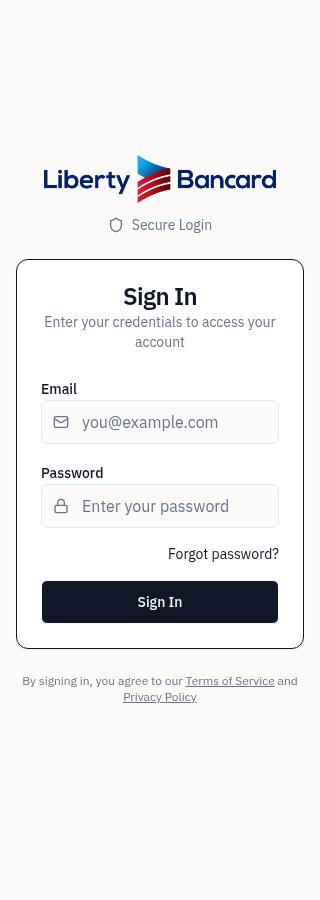 Liberty Bancard
Secure Login
Sign In
Enter your credentials to access your
account
Email
you@example.com
Password
Enter your password
Forgot password?
Sign In
By signing in, you agree to our Terms of Service and
Privacy Policy